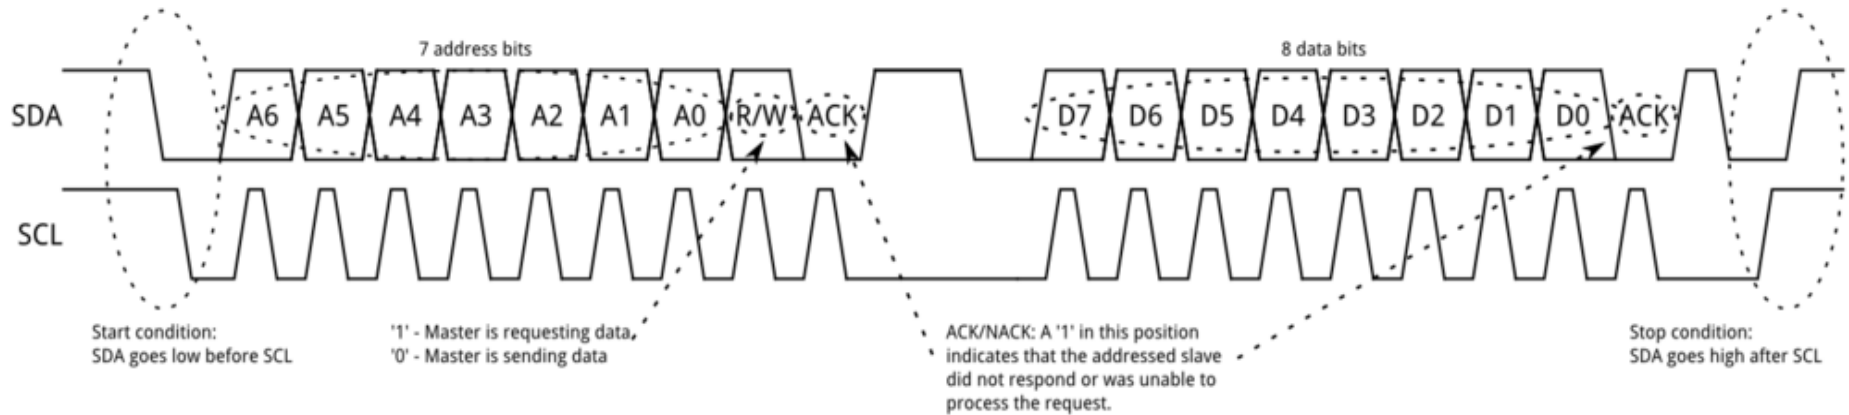 7 address bits
8 data bits
SDA
A6 A5 A4 A3 A2 A1 A0 R/W ACK
D7 D6 D5 D4 D3 D2 D1 D0 ACK
SCL
Start condition:
SDA goes low before SCL
'1' - Master is requesting data
'0' - Master is sending data
ACK/NACK: A '1' in this position
indicates that the addressed slave
did not respond or was unable to
process the request.
Stop condition:
SDA goes high after SCL